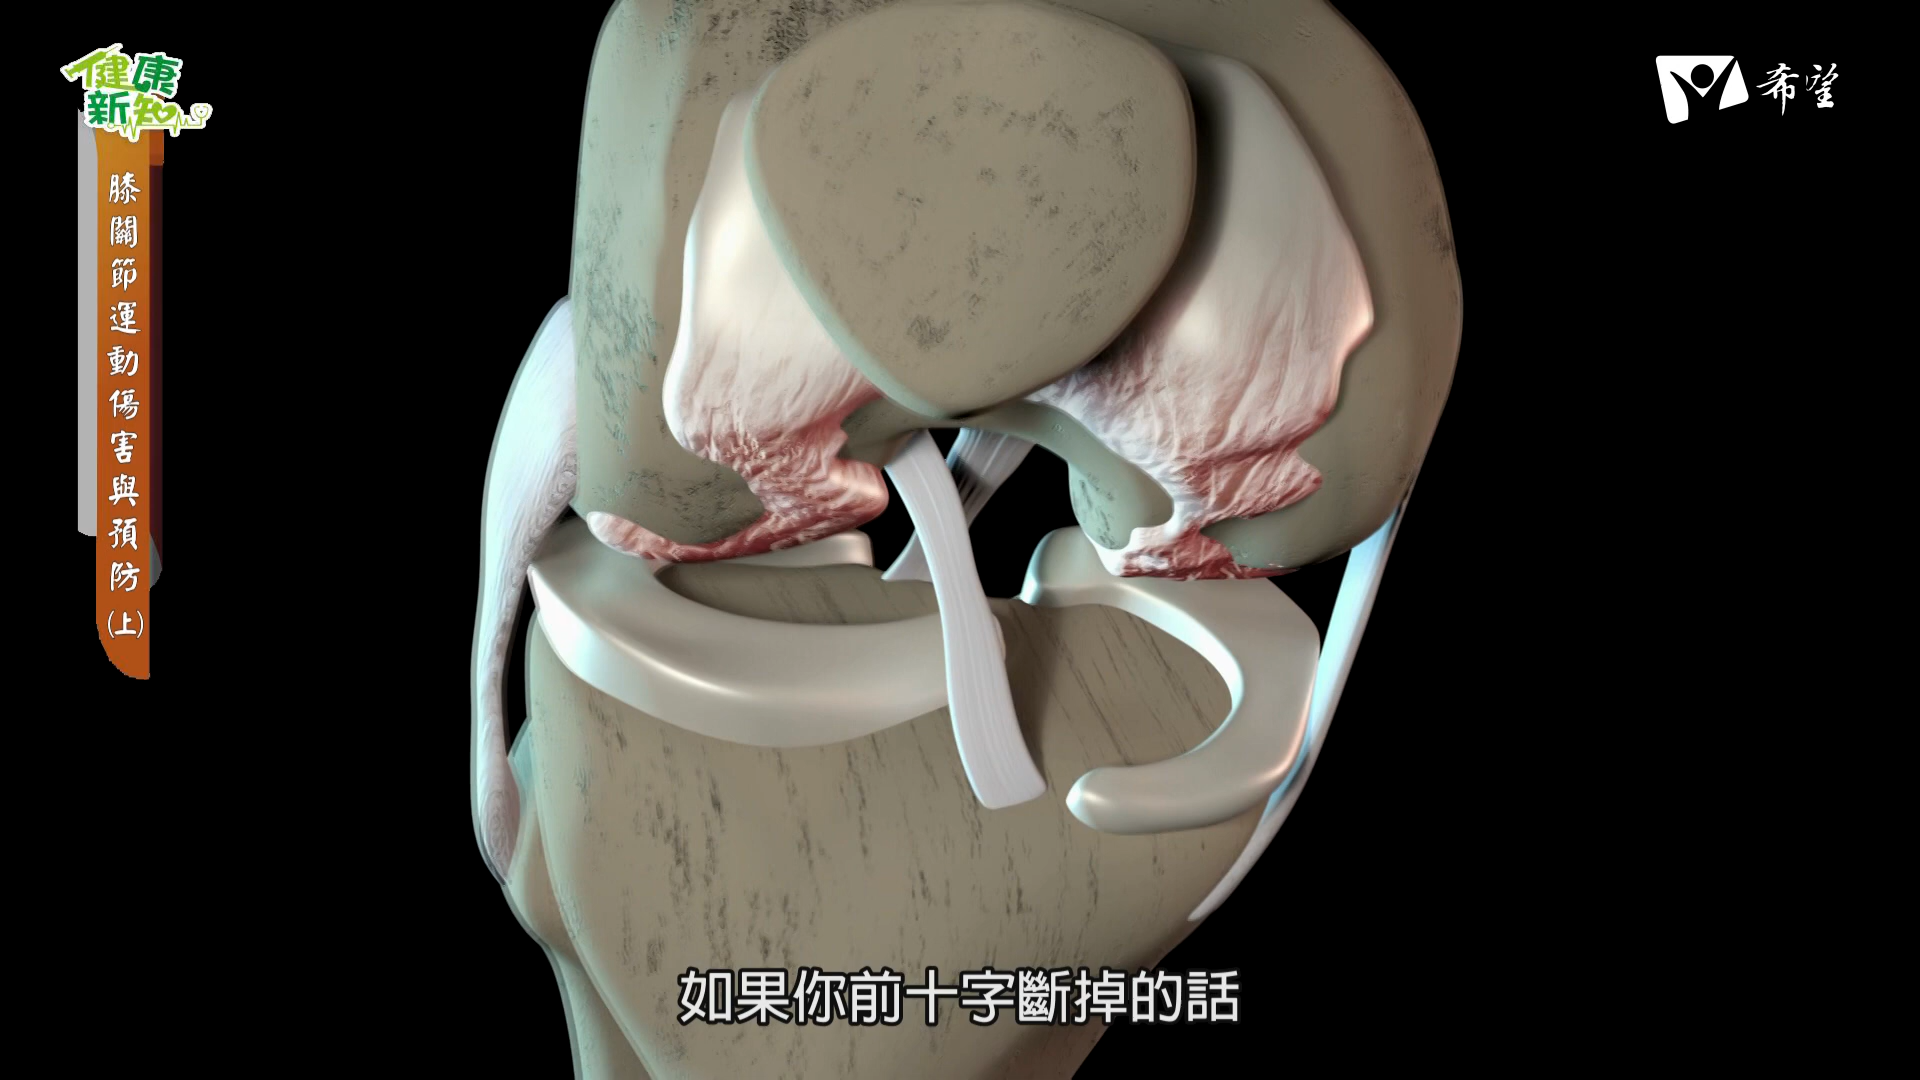 健康
新知
希望
膝關節運動傷害與預防(上)
如果你前十字斷掉的話